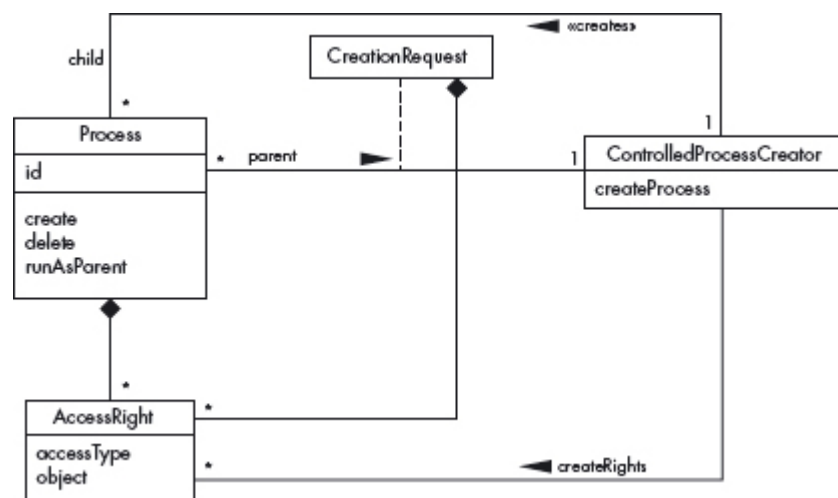 «creates»
CreationRequest
child
*
1
Process
* parent 1
ControlledProcessCreator
id
createProcess
create
delete
runAsParent
*
AccessRight
*
accessType
object
*
createRights